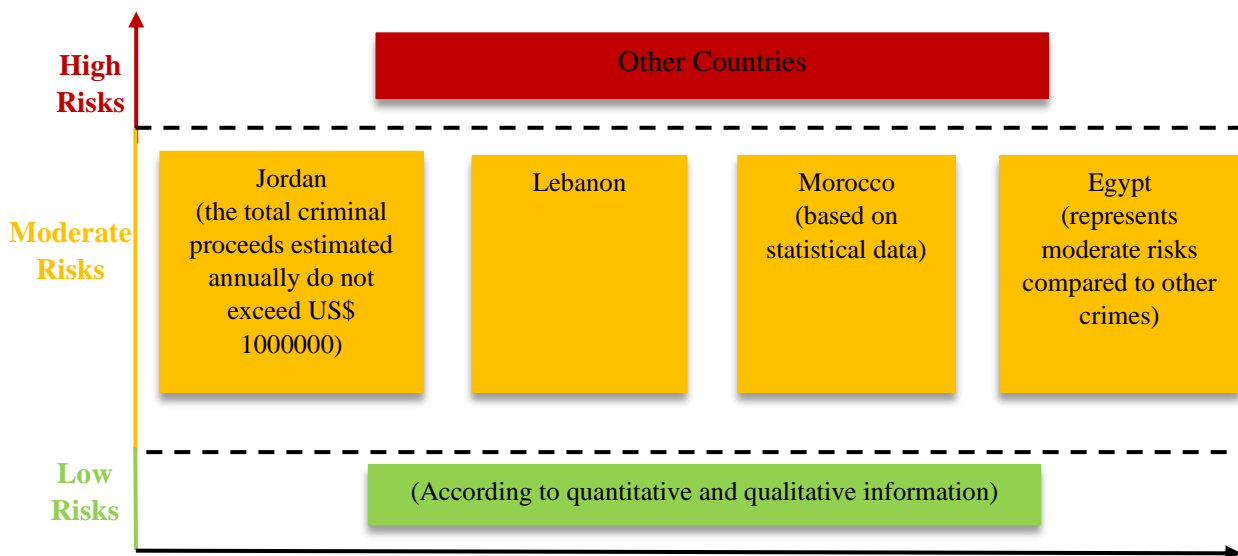 High
Risks
Other Countries
Moderate
Risks
Jordan
(the total criminal
proceeds estimated
annually do not
exceed US$
1000000)
Lebanon
Morocco
(based on
statistical data)
Egypt
(represents
moderate risks
compared to other
crimes)
Low
Risks
(According to quantitative and qualitative information)